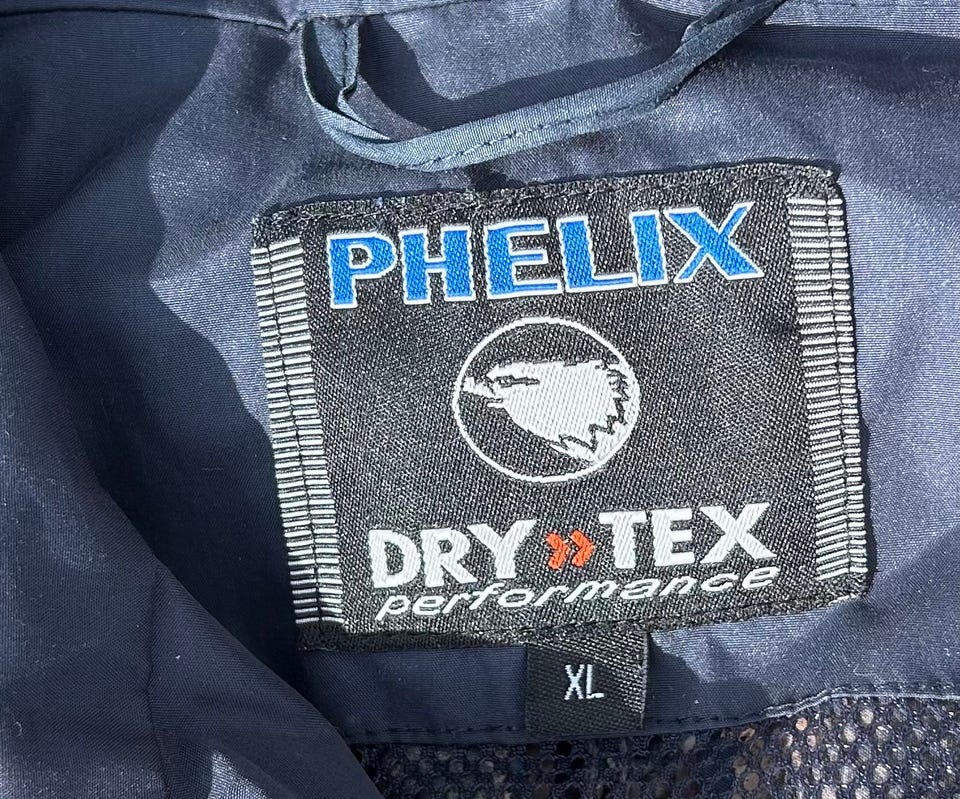 PHELIX
DRY»TEX
performance
XL